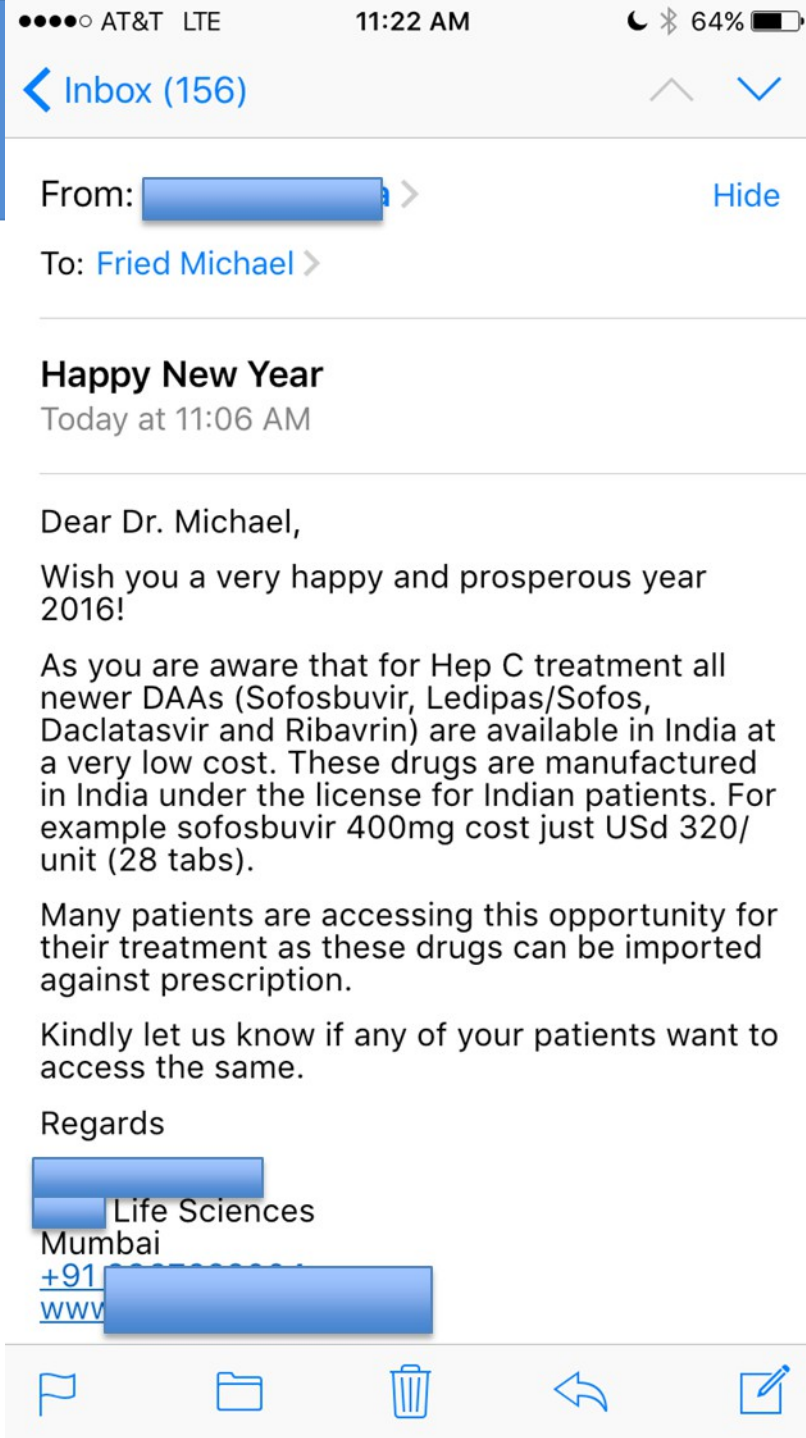 AT&T LTE 11:22 AM 64%
Inbox (156)
From: Hide
To: Fried Michael
Happy New Year
Today at 11:06 AM
Dear Dr. Michael,
Wish you a very happy and prosperous year
2016!
As you are aware that for Hep C treatment all
newer DAAs (Sofosbuvir, Ledipas/Sofos,
Daclatasvir and Ribavrin) are available in India at
a very low cost. These drugs are manufactured
in India under the license for Indian patients. For
example sofosbuvir 400mg cost just USd 320/
unit (28 tabs).
Many patients are accessing this opportunity for
their treatment as these drugs can be imported
against prescription.
Kindly let us know if any of your patients want to
access the same.
Regards
Life Sciences
Mumbai
+91
www